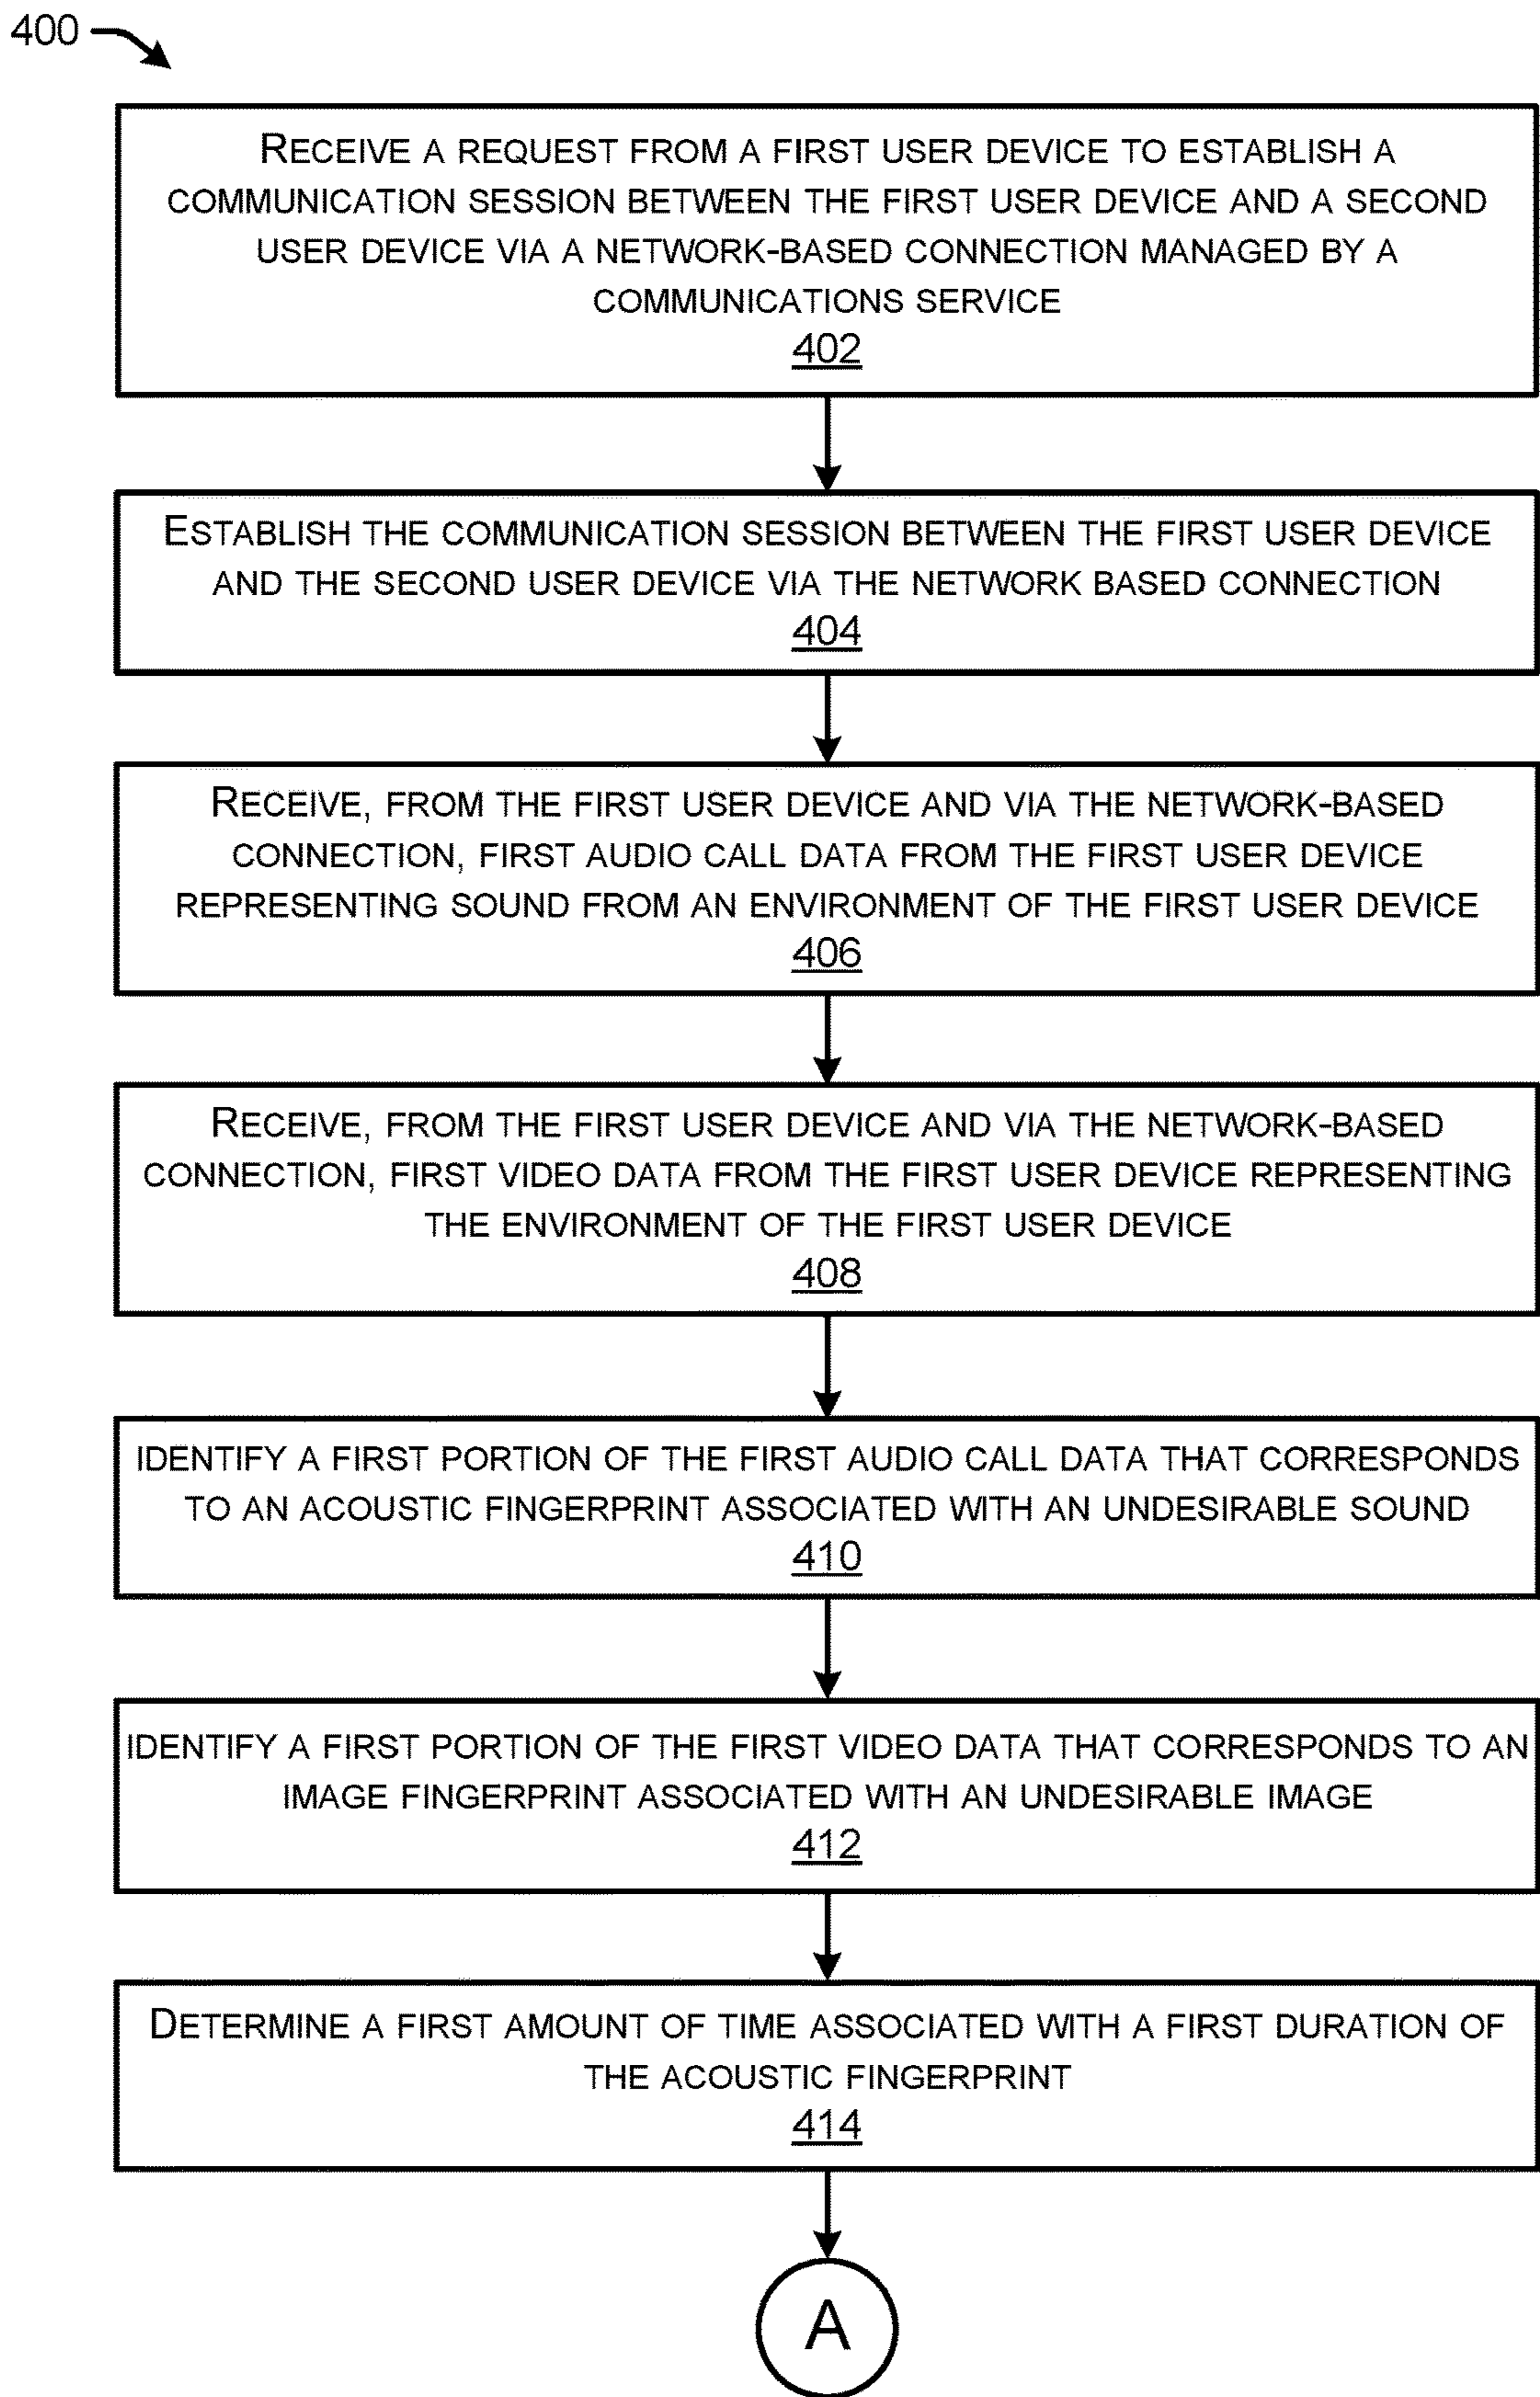 400
RECEIVE A REQUEST FROM A FIRST USER DEVICE TO ESTABLISH A
COMMUNICATION SESSION BETWEEN THE FIRST USER DEVICE AND A SECOND
USER DEVICE VIA A NETWORK-BASED CONNECTION MANAGED BY A
COMMUNICATIONS SERVICE
402
ESTABLISH THE COMMUNICATION SESSION BETWEEN THE FIRST USER DEVICE
AND THE SECOND USER DEVICE VIA THE NETWORK BASED CONNECTION
404
RECEIVE, FROM THE FIRST USER DEVICE AND VIA THE NETWORK-BASED
CONNECTION, FIRST AUDIO CALL DATA FROM THE FIRST USER DEVICE
REPRESENTING SOUND FROM AN ENVIRONMENT OF THE FIRST USER DEVICE
406
RECEIVE, FROM THE FIRST USER DEVICE AND VIA THE NETWORK-BASED
CONNECTION, FIRST VIDEO DATA FROM THE FIRST USER DEVICE REPRESENTING
THE ENVIRONMENT OF THE FIRST USER DEVICE
408
IDENTIFY A FIRST PORTION OF THE FIRST AUDIO CALL DATA THAT CORRESPONDS
TO AN ACOUSTIC FINGERPRINT ASSOCIATED WITH AN UNDESIRABLE SOUND
410
IDENTIFY A FIRST PORTION OF THE FIRST VIDEO DATA THAT CORRESPONDS TO AN
IMAGE FINGERPRINT ASSOCIATED WITH AN UNDESIRABLE IMAGE
412
DETERMINE A FIRST AMOUNT OF TIME ASSOCIATED WITH A FIRST DURATION OF
THE ACOUSTIC FINGERPRINT
414
A